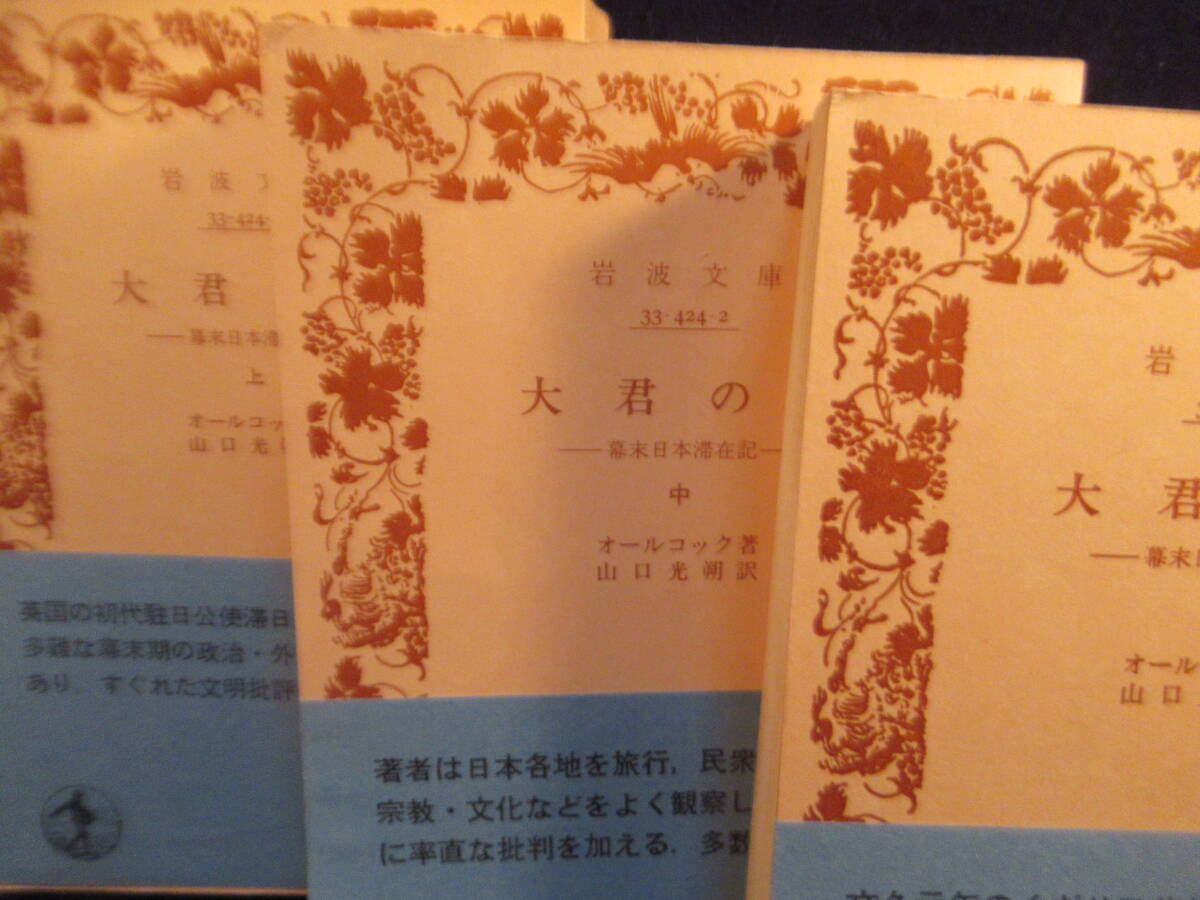 岩 波 文
33-424-
大 君
——幕末日本滞
上
オールコッ
山口光
英国の初代駐日公使滞日
多難な幕末期の政治・外
あり，すぐれた文明批評
岩 波 文 庫
33-424-2
大 君 の
——幕末日本滞在記—
中
オールコック著
山口光朔訳
著者は日本各地を旅行，民衆
宗教・文化などをよく観察し
に率直な批判を加える．多数
岩
大 君
——幕末
オール
山口